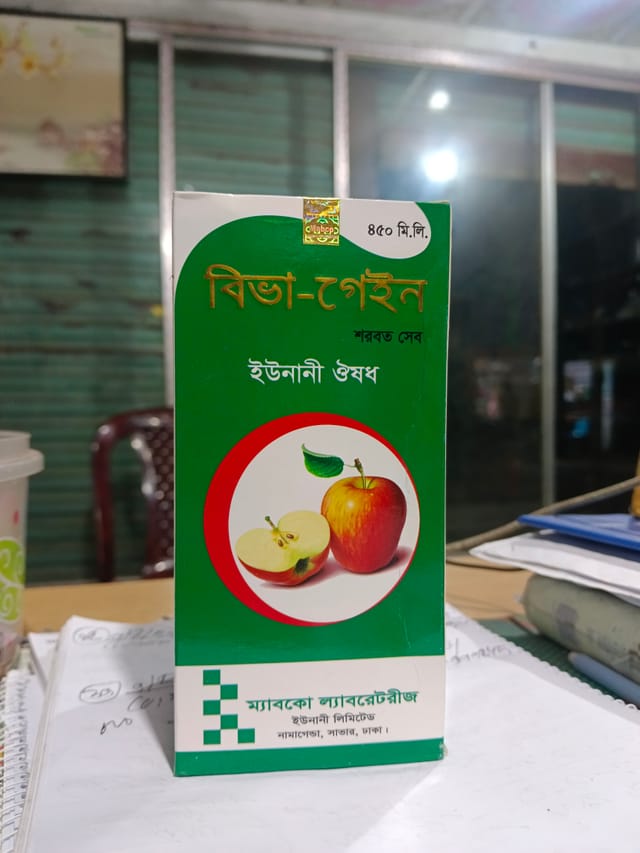 ৪৫০ মি.লি.
বিভা-গেইন
শরবত সেব
ইউনানী ঔষধ
ম্যাবকো ল্যাবরেটরীজ
ইউনানী লিমিটেড
নামাগেন্ডা, সাভার, ঢাকা।